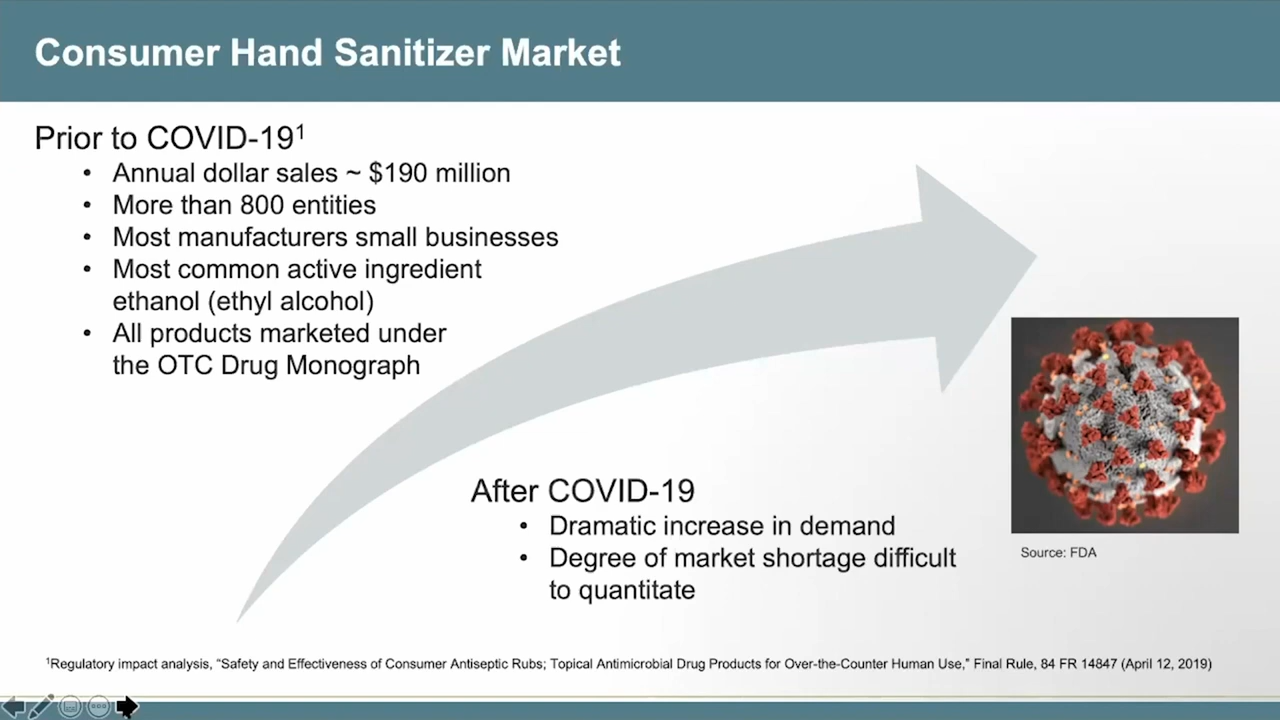 Consumer Hand Sanitizer Market
Prior to COVID-19¹
• Annual dollar sales ~ $190 million
• More than 800 entities
• Most manufacturers small businesses
• Most common active ingredient
ethanol (ethyl alcohol)
• All products marketed under
the OTC Drug Monograph
After COVID-19
• Dramatic increase in demand
• Degree of market shortage difficult
to quantitate
Source: FDA
¹Regulatory impact analysis, “Safety and Effectiveness of Consumer Antiseptic Rubs; Topical Antimicrobial Drug Products for Over-the-Counter Human Use,” Final Rule, 84 FR 14847 (April 12, 2019)